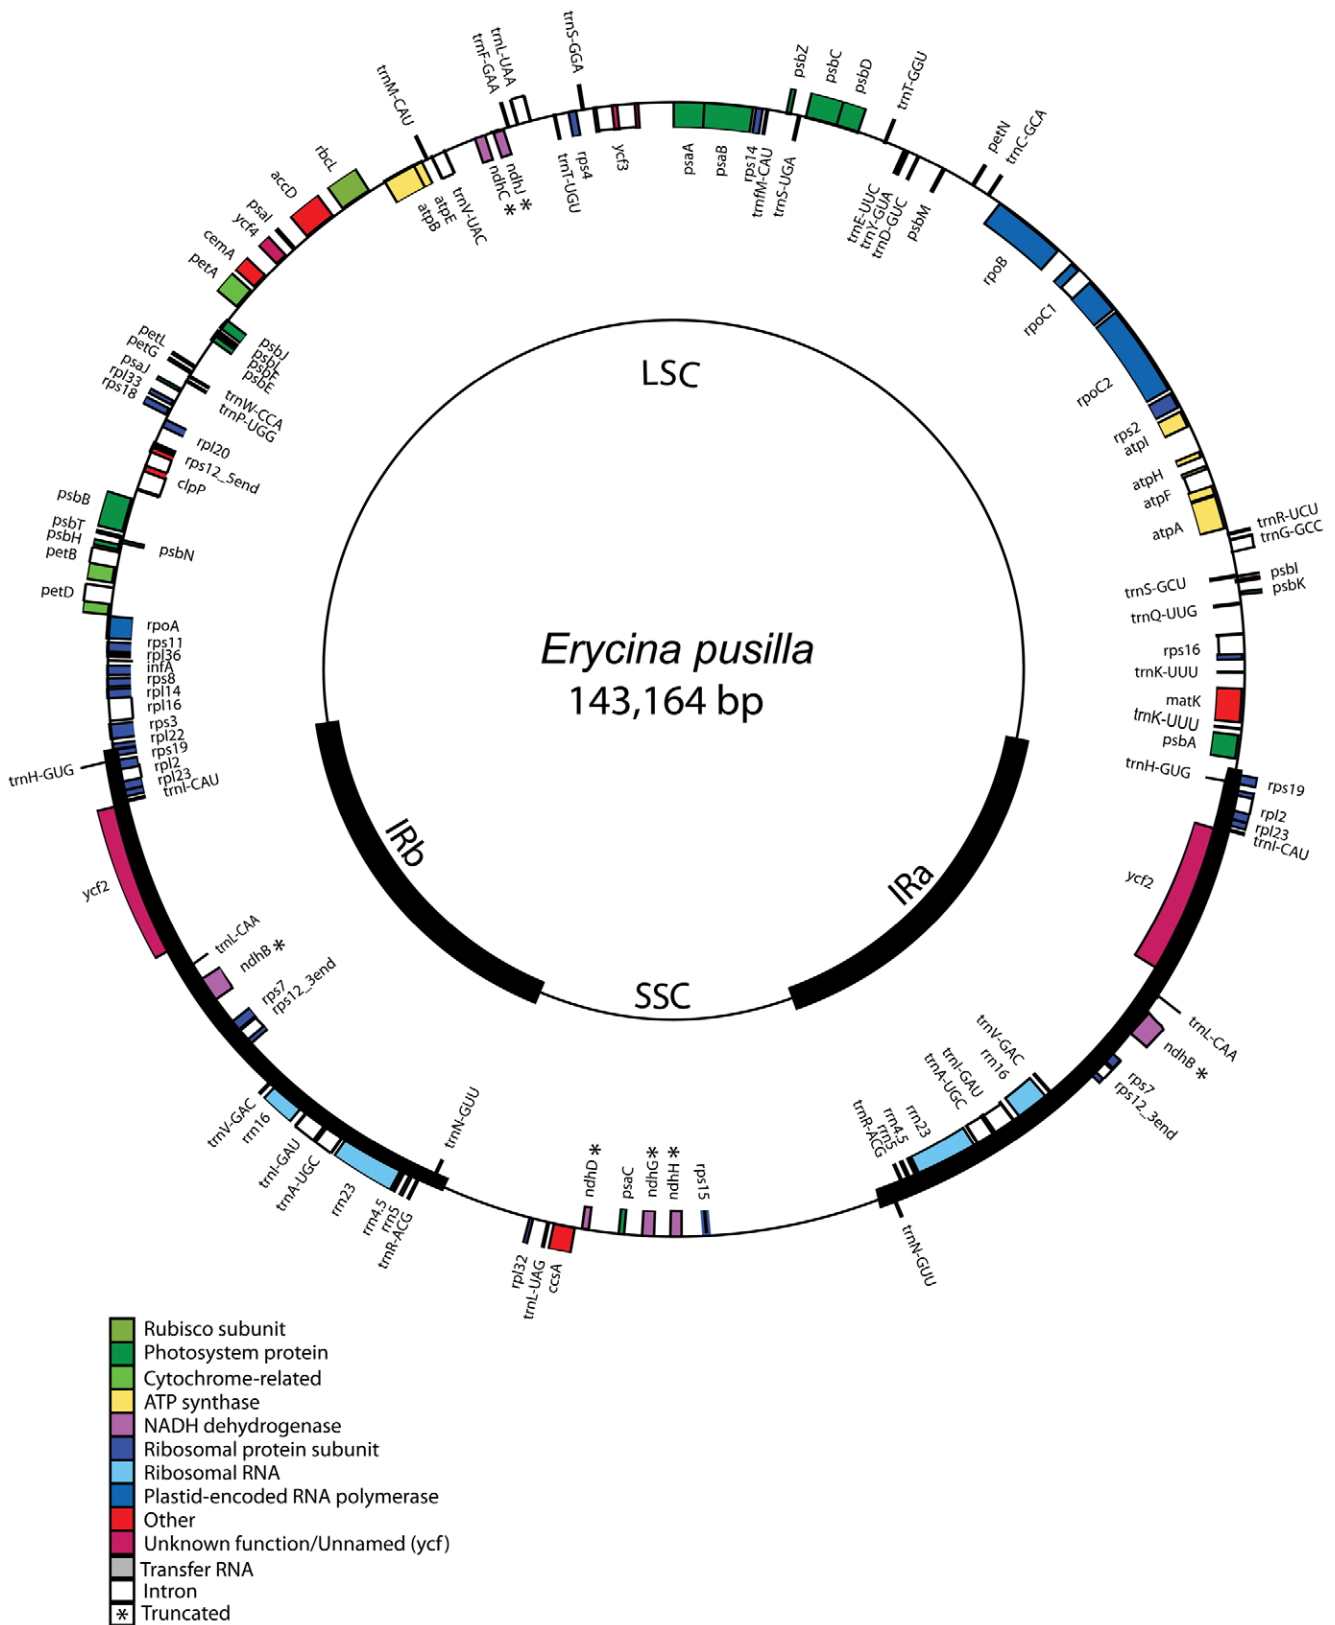 trnS-GGA
trnL-UAA
trnF-GAA
trnM-CAU
rbcL
accD
psaI
ycf4
cemA
petA
psbZ
psbC
psbD
trnT-GGU
petN
trnC-GCA
atpB
atpE
trnV-UAC
ndhC *
ndhJ *
trnT-UGU
rps4
ycf3
psaA
psaB
rps14
trnfM-CAU
trnS-UGA
trnE-UUC
trnY-GUA
trnD-GUC
psbM
rpoB
rpoC1
rpoC2
rps2
atpI
atpH
atpF
atpA
trnR-UCU
trnG-GCC
trnS-GCU
psbI
psbK
trnQ-UUG
rps16
trnK-UUU
matK
trnK-UUU
psbA
trnH-GUG
rps19
rpl2
rpl23
trnI-CAU
ycf2
trnL-CAA
ndhB *
rps7
rps12_3end
trnV-GAC
rrn16
trnI-GAU
trnA-UGC
rrn23
rrn4.5
rrn5
trnR-ACG
trnN-GUU
rps15
ndhH *
ndhG *
psaC
ndhD *
ccsA
trnL-UAG
rpl32
trnN-GUU
trnR-ACG
rrn5
rrn4.5
rrn23
trnA-UGC
trnI-GAU
rrn16
trnV-GAC
rps12_3end
rps7
ndhB *
trnL-CAA
ycf2
trnH-GUG
trnI-CAU
rpl23
rpl2
rps19
rpl22
rps3
rpl16
rpl14
rps8
infA
rpl36
rps11
rpoA
petD
petB
psbH
psbT
psbB
psbN
clpP
rps12_5end
rpl20
rps18
rpl33
psaJ
petG
petL
trnP-UGG
trnW-CCA
psbE
psbF
psbL
psbJ
LSC
Erycina pusilla
143,164 bp
IRb
IRa
SSC
Rubisco subunit
Photosystem protein
Cytochrome-related
ATP synthase
NADH dehydrogenase
Ribosomal protein subunit
Ribosomal RNA
Plastid-encoded RNA polymerase
Other
Unknown function/Unnamed (ycf)
Transfer RNA
Intron
* Truncated